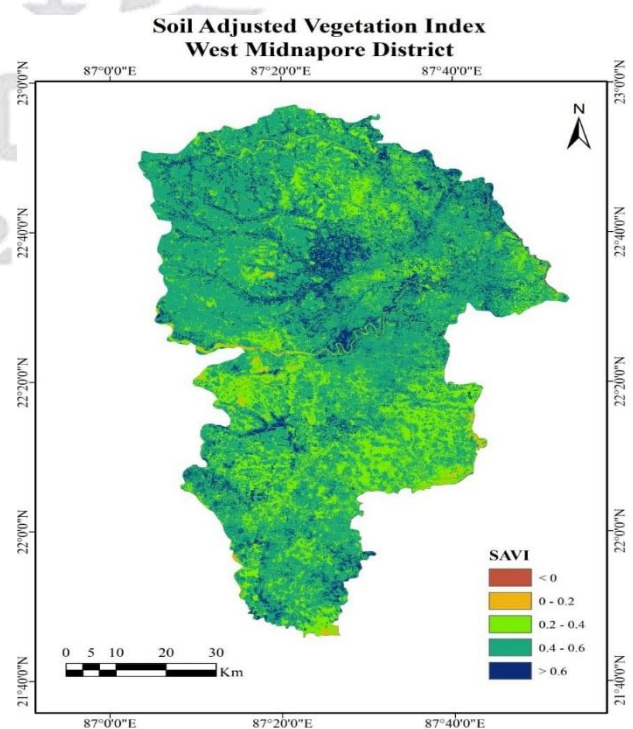 Soil Adjusted Vegetation Index
West Midnapore District
87°0'0"E 87°20'0"E 87°40'0"E
23°0'0"N 23°0'0"N
N
22°40'0"N 22°40'0"N
22°20'0"N 22°20'0"N
22°0'0"N 22°0'0"N
SAVI
< 0
0 - 0.2
0.2 - 0.4
0.4 - 0.6
> 0.6
0 5 10 20 30
Km
21°40'0"N 21°40'0"N
87°0'0"E 87°20'0"E 87°40'0"E